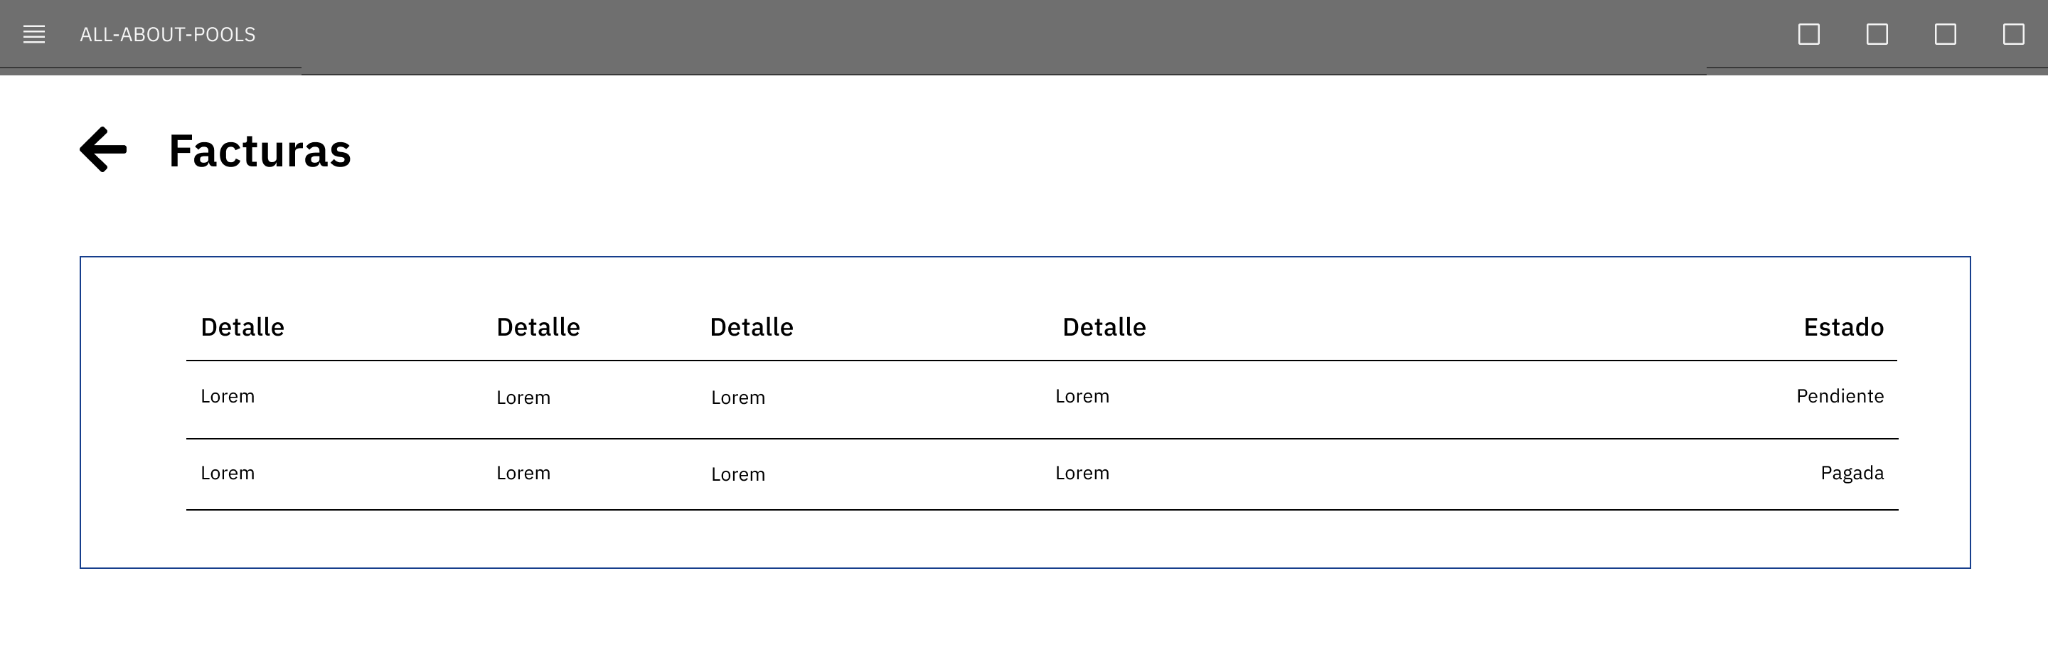 ALL-ABOUT-POOLS
Facturas
Detalle Detalle Detalle Detalle Estado
Lorem Lorem Lorem Lorem Pendiente
Lorem Lorem Lorem Lorem Pagada